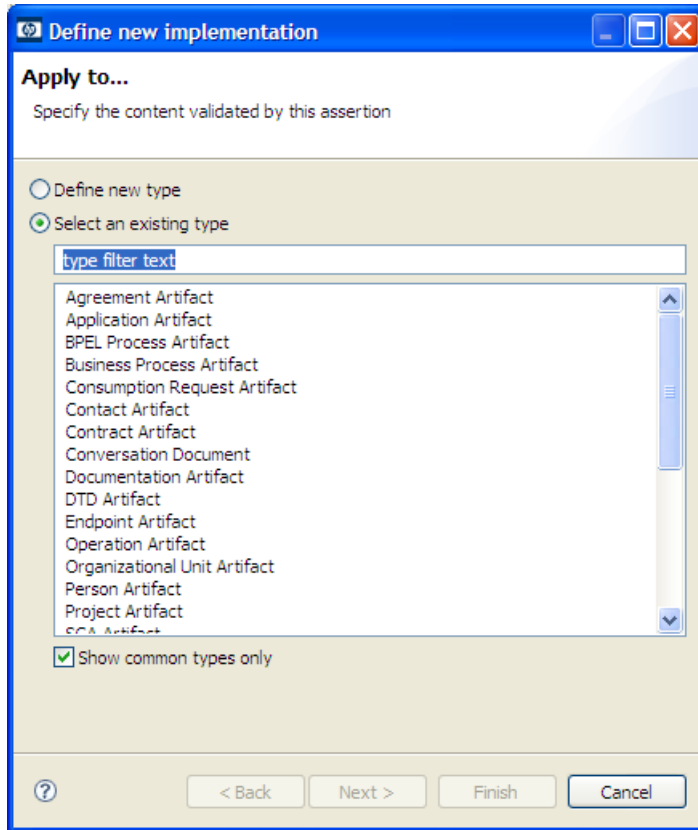 Define new implementation
Apply to...
Specify the content validated by this assertion
Define new type
Select an existing type
type filter text
Agreement Artifact
Application Artifact
BPEL Process Artifact
Business Process Artifact
Consumption Request Artifact
Contact Artifact
Contract Artifact
Conversation Document
Documentation Artifact
DTD Artifact
Endpoint Artifact
Operation Artifact
Organizational Unit Artifact
Person Artifact
Project Artifact
SCA Artifact
Show common types only
< Back Next > Finish Cancel